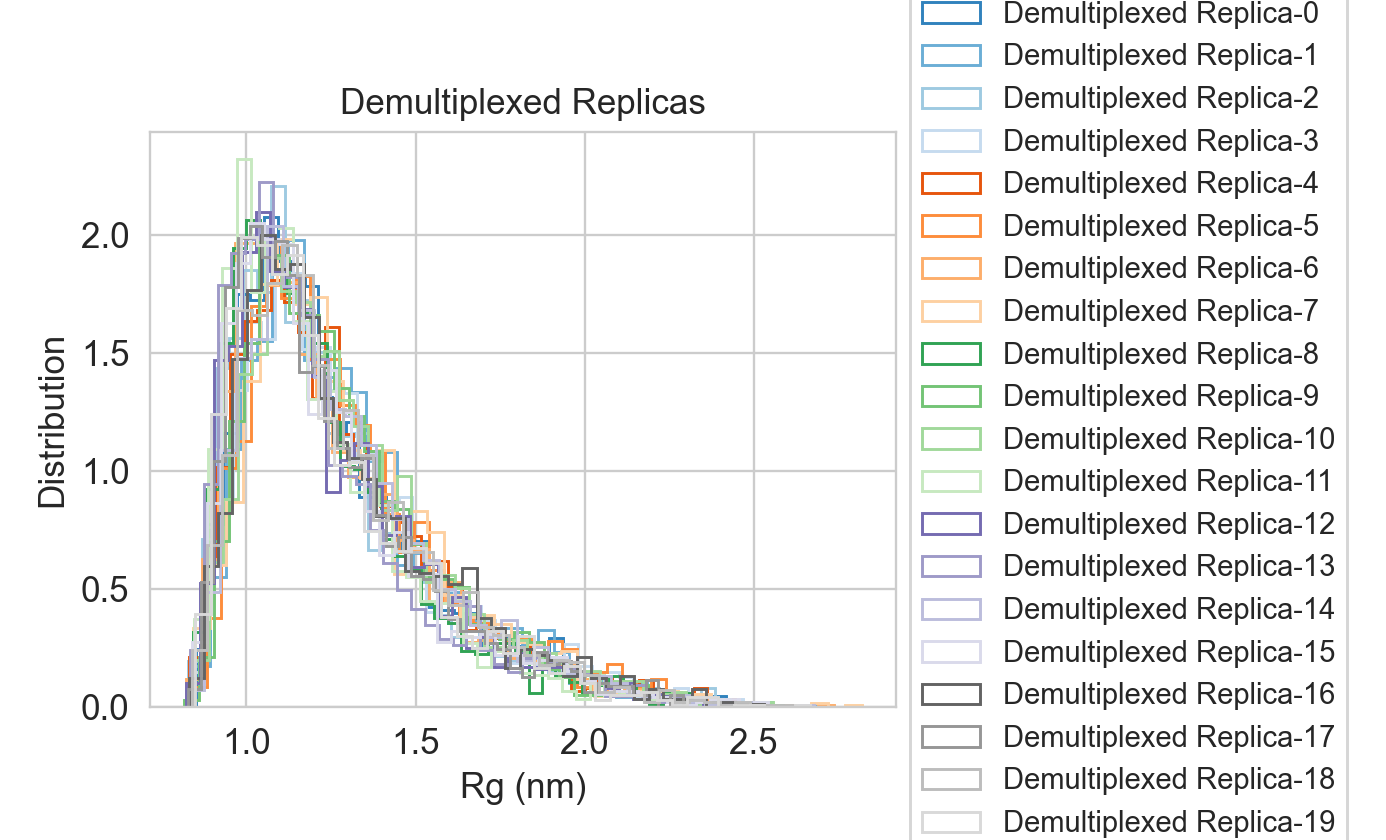 Demultiplexed Replicas
Distribution
2.0
1.5
1.0
0.5
0.0
1.0 1.5 2.0 2.5
Rg (nm)
Demultiplexed Replica-0
Demultiplexed Replica-1
Demultiplexed Replica-2
Demultiplexed Replica-3
Demultiplexed Replica-4
Demultiplexed Replica-5
Demultiplexed Replica-6
Demultiplexed Replica-7
Demultiplexed Replica-8
Demultiplexed Replica-9
Demultiplexed Replica-10
Demultiplexed Replica-11
Demultiplexed Replica-12
Demultiplexed Replica-13
Demultiplexed Replica-14
Demultiplexed Replica-15
Demultiplexed Replica-16
Demultiplexed Replica-17
Demultiplexed Replica-18
Demultiplexed Replica-19